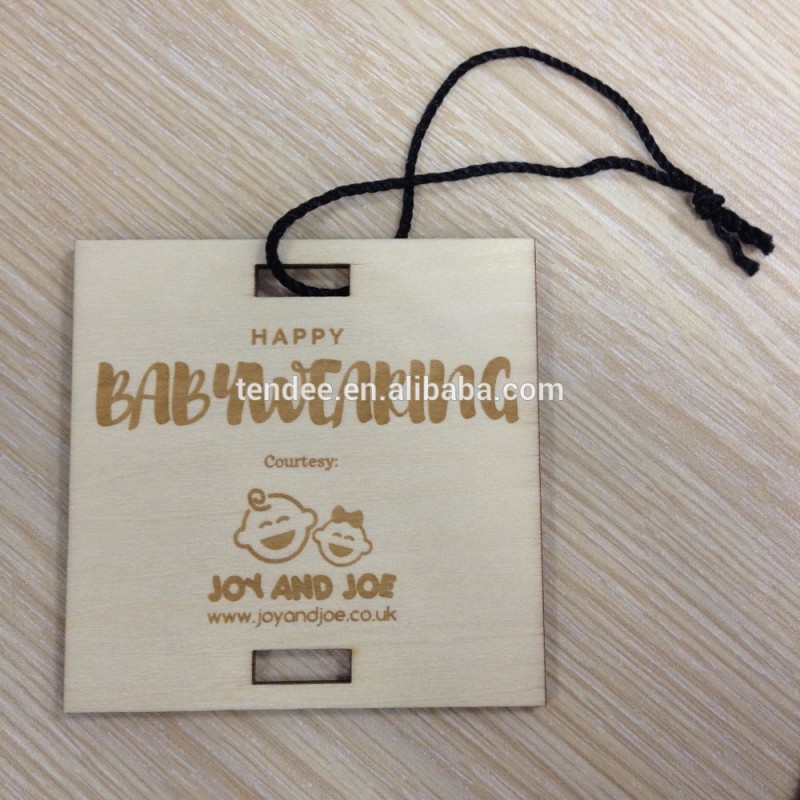 HAPPY
BABYWEARING
tendee.en.alibaba.com
Courtesy:
JOY AND JOE
www.joyandjoe.co.uk